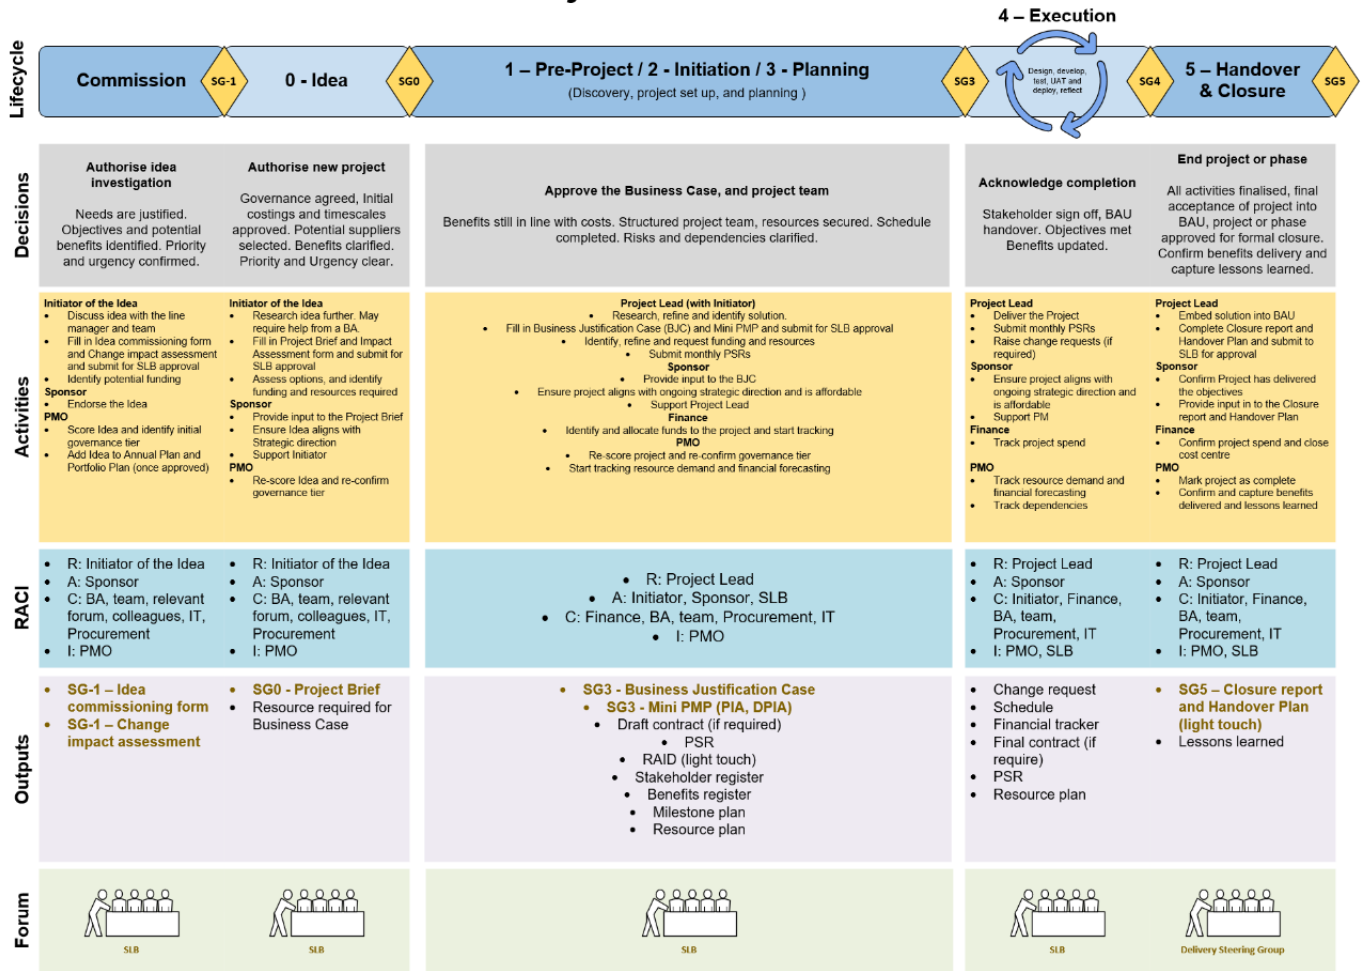 4 – Execution
Lifecycle
Commission
SG-1
0 - Idea
SG0
1 – Pre-Project / 2 - Initiation / 3 - Planning
(Discovery, project set up, and planning )
SG3
Design, develop,
test, UAT and
deploy, reflect
SG4
5 – Handover
& Closure
SG5
Decisions
Authorise idea
investigation
Needs are justified.
Objectives and potential
benefits identified. Priority
and urgency confirmed.
Authorise new project
Governance agreed, Initial
costings and timescales
approved. Potential suppliers
selected. Benefits clarified.
Priority and Urgency clear.
Approve the Business Case, and project team
Benefits still in line with costs. Structured project team, resources secured. Schedule
completed. Risks and dependencies clarified.
Acknowledge completion
Stakeholder sign off, BAU
handover. Objectives met
Benefits updated.
End project or phase
All activities finalised, final
acceptance of project into
BAU, project or phase
approved for formal closure.
Confirm benefits delivery and
capture lessons learned.
Activities
Initiator of the Idea
• Discuss idea with the line
manager and team
• Fill in Idea commissioning form
and Change impact assessment
and submit for SLB approval
• Identify potential funding
Sponsor
• Endorse the Idea
PMO
• Score Idea and identify initial
governance tier
• Add Idea to Annual Plan and
Portfolio Plan (once approved)
Initiator of the Idea
• Research idea further. May
require help from a BA.
• Fill in Project Brief and Impact
Assessment form and submit for
SLB approval
• Assess options, and identify
funding and resources required
Sponsor
• Provide input to the Project Brief
• Ensure Idea aligns with
Strategic direction
• Support Initiator
PMO
• Re-score Idea and re-confirm
governance tier
Project Lead (with Initiator)
• Research, refine and identify solution.
• Fill in Business Justification Case (BJC) and Mini PMP and submit for SLB approval
• Identify, refine and request funding and resources
• Submit monthly PSRs
Sponsor
• Provide input to the BJC
• Ensure project aligns with ongoing strategic direction and is affordable
• Support Project Lead
Finance
• Identify and allocate funds to the project and start tracking
PMO
• Re-score project and re-confirm governance tier
• Start tracking resource demand and financial forecasting
Project Lead
• Deliver the Project
• Submit monthly PSRs
• Raise change requests (if
required)
Sponsor
• Ensure project aligns with
ongoing strategic direction and
is affordable
• Support PM
Finance
• Track project spend
PMO
• Track resource demand and
financial forecasting
• Track dependencies
Project Lead
• Embed solution into BAU
• Complete Closure report and
Handover Plan and submit to
SLB for approval
Sponsor
• Confirm Project has delivered
the objectives
• Provide input in to the Closure
report and Handover Plan
Finance
• Confirm project spend and close
cost centre
PMO
• Mark project as complete
• Confirm and capture benefits
delivered and lessons learned
RACI
• R: Initiator of the Idea
• A: Sponsor
• C: BA, team, relevant
forum, colleagues, IT,
Procurement
• I: PMO
• R: Initiator of the Idea
• A: Sponsor
• C: BA, team, relevant
forum, colleagues, IT,
Procurement
• I: PMO
• R: Project Lead
• A: Initiator, Sponsor, SLB
• C: Finance, BA, team, Procurement, IT
• I: PMO
• R: Project Lead
• A: Sponsor
• C: Initiator, Finance,
BA, team,
Procurement, IT
• I: PMO, SLB
• R: Project Lead
• A: Sponsor
• C: Initiator, Finance,
BA, team,
Procurement, IT
• I: PMO, SLB
Outputs
• SG-1 – Idea
commissioning form
• SG-1 – Change
impact assessment
• SG0 - Project Brief
• Resource required for
Business Case
• SG3 - Business Justification Case
• SG3 - Mini PMP (PIA, DPIA)
• Draft contract (if required)
• PSR
• RAID (light touch)
• Stakeholder register
• Benefits register
• Milestone plan
• Resource plan
• Change request
• Schedule
• Financial tracker
• Final contract (if
require)
• PSR
• Resource plan
• SG5 – Closure report
and Handover Plan
(light touch)
• Lessons learned
Forum
SLB
SLB
SLB
SLB
Delivery Steering Group